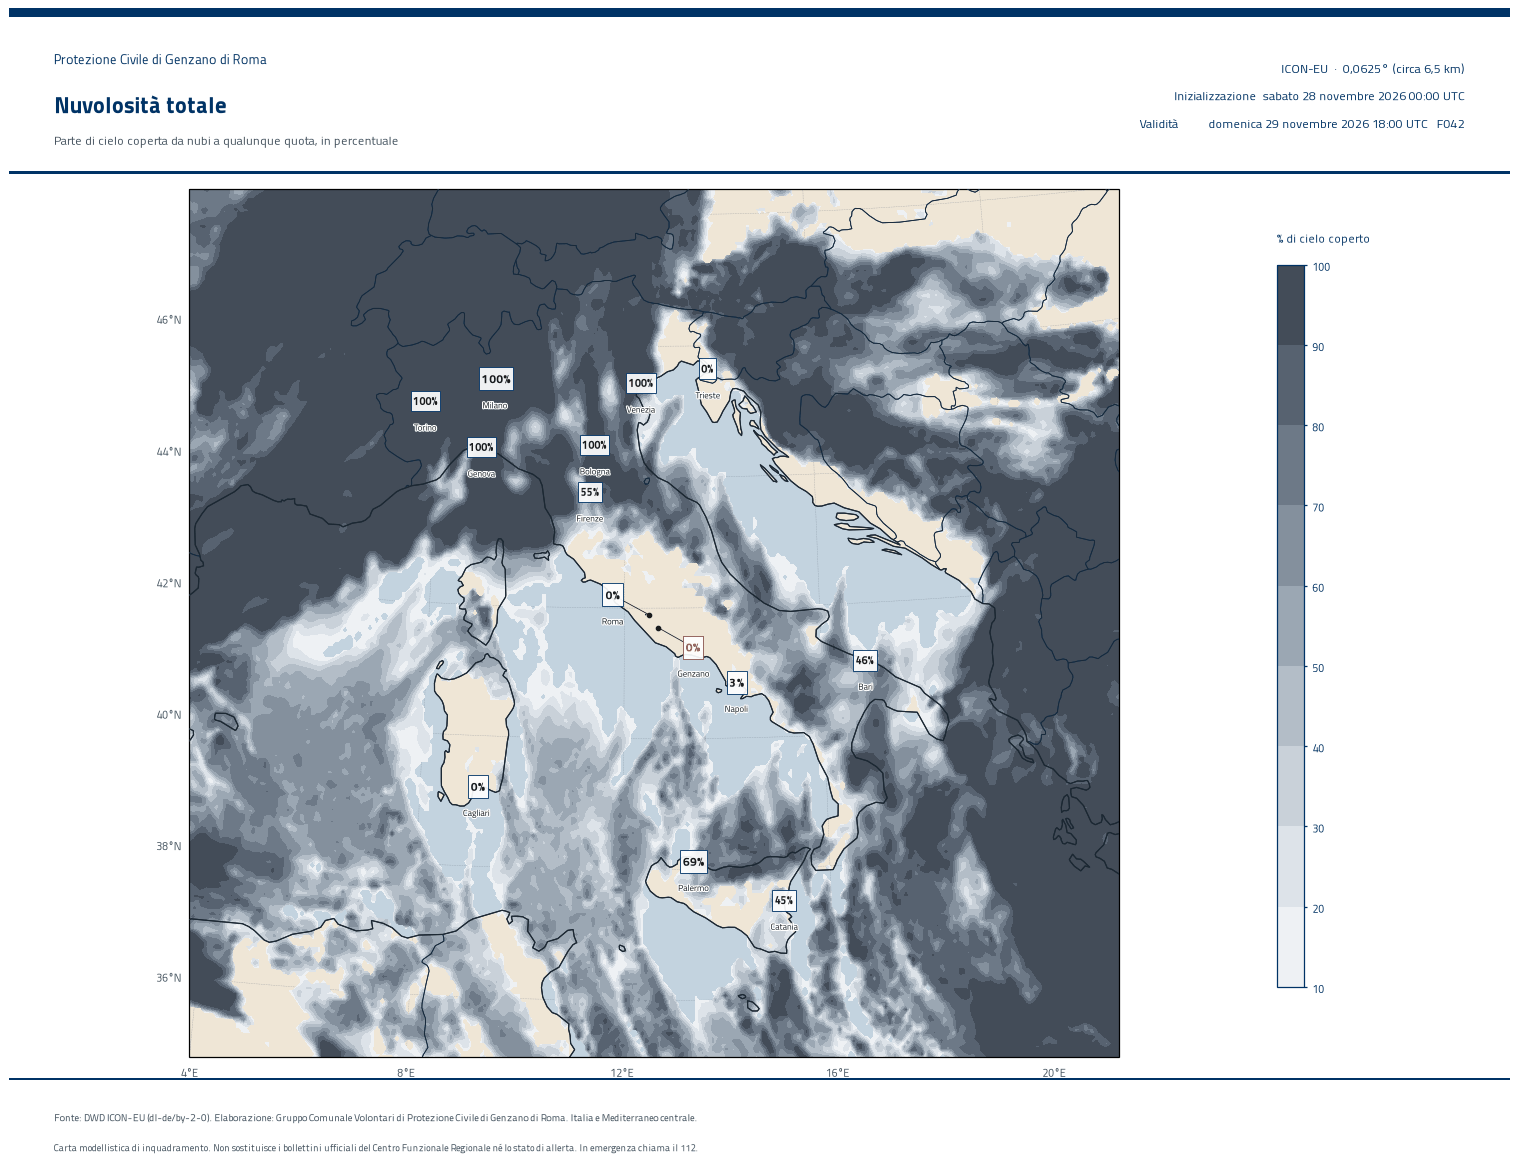 Protezione Civile di Genzano di Roma
Nuvolosità totale
Parte di cielo coperta da nubi a qualunque quota, in percentuale
ICON-EU · 0,0625° (circa 6,5 km)
Inizializzazione sabato 28 novembre 2026 00:00 UTC
Validità domenica 29 novembre 2026 18:00 UTC F042
% di cielo coperto
100
90
80
70
60
50
40
30
20
10
46°N
44°N
42°N
40°N
38°N
36°N
4°E
8°E
12°E
16°E
20°E
100%
Torino
100%
Milano
100%
Venezia
0%
Trieste
100%
Genova
100%
Bologna
55%
Firenze
0%
Roma
0%
Genzano
3%
Napoli
46%
Bari
0%
Cagliari
69%
Palermo
45%
Catania
Fonte: DWD ICON-EU (dl-de/by-2-0). Elaborazione: Gruppo Comunale Volontari di Protezione Civile di Genzano di Roma. Italia e Mediterraneo centrale.
Carta modellistica di inquadramento. Non sostituisce i bollettini ufficiali del Centro Funzionale Regionale né lo stato di allerta. In emergenza chiama il 112.